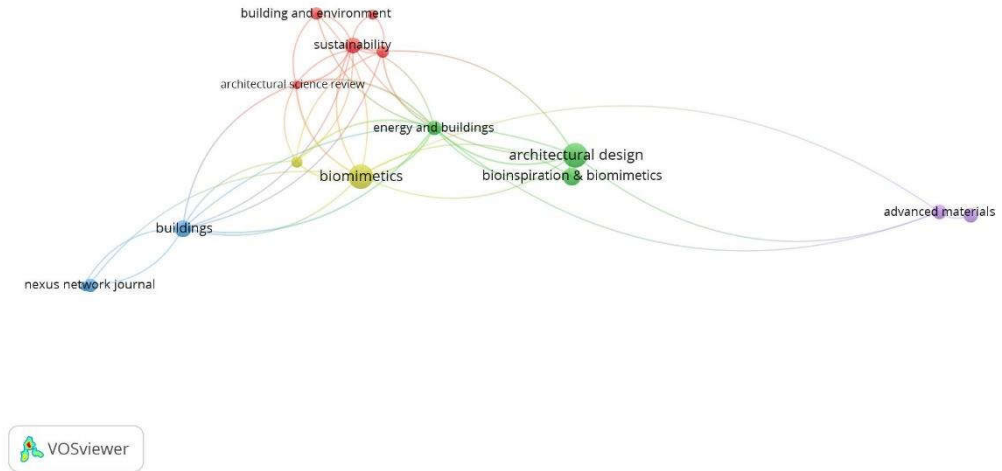 building and environment
sustainability
architectural science review
energy and buildings
architectural design
biomimetics
bioinspiration & biomimetics
advanced materials
buildings
nexus network journal
VOSviewer